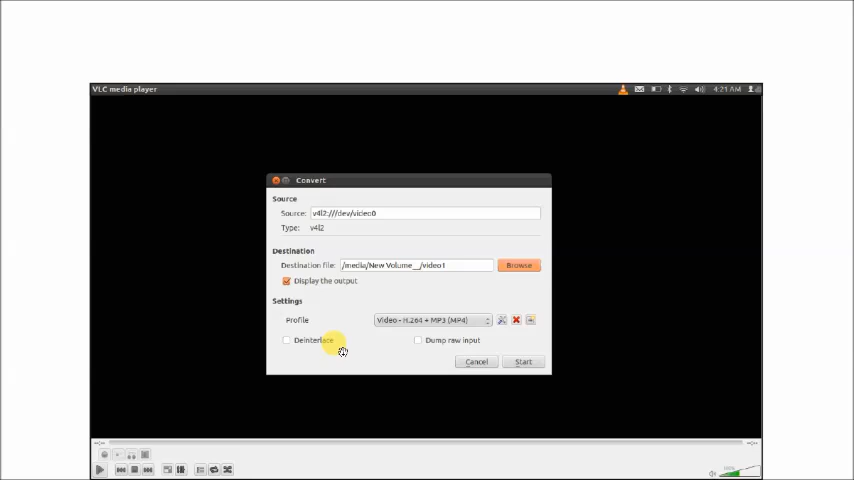 VLC media player 4:21 AM
Convert
Source
Source: v4l2:///dev/video0
Type: v4l2
Destination
Destination file: /media/New Volume__/video1 Browse
Display the output
Settings
Profile Video - H.264 + MP3 (MP4)
Deinterlace Dump raw input
Cancel Start
--:-- --:--